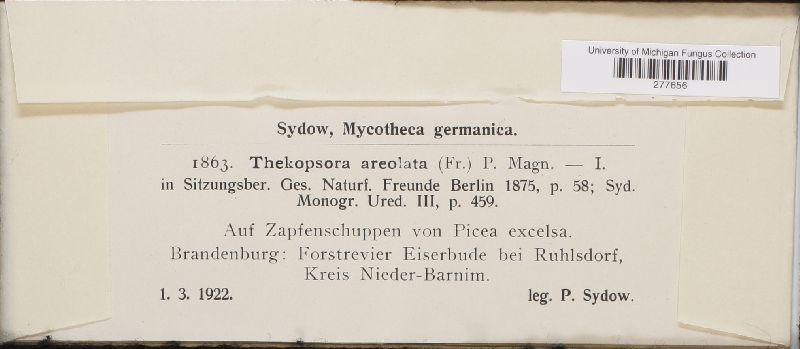 University of Michigan Fungus Collection
277656
Sydow, Mycotheca germanica.
1863. Thekopsora areolata (Fr.) P. Magn. — I.
in Sitzungsber. Ges. Naturf. Freunde Berlin 1875, p. 58; Syd.
Monogr. Ured. III, p. 459.
Auf Zapfenschuppen von Picea excelsa.
Brandenburg: Forstrevier Eiserbude bei Ruhlsdorf,
Kreis Nieder-Barnim.
1. 3. 1922. leg. P. Sydow.